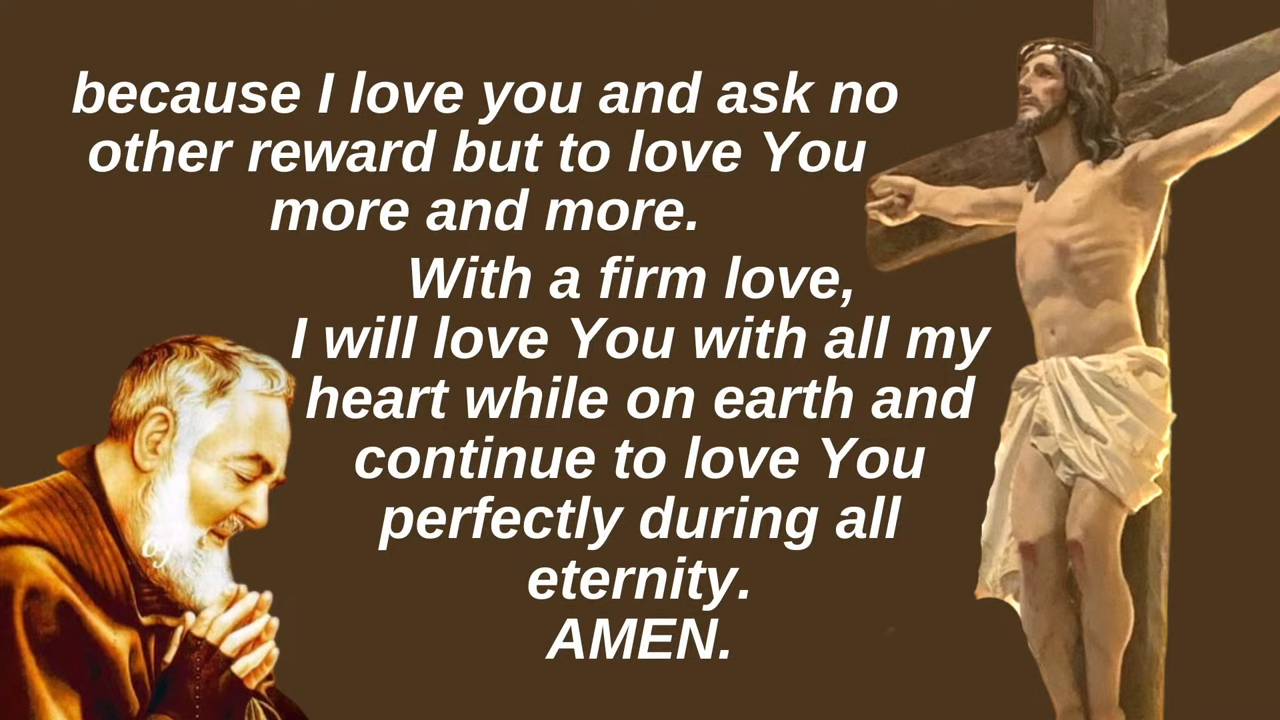 because I love you and ask no
other reward but to love You
more and more.
With a firm love,
I will love You with all my
heart while on earth and
continue to love You
perfectly during all
eternity.
AMEN.
of